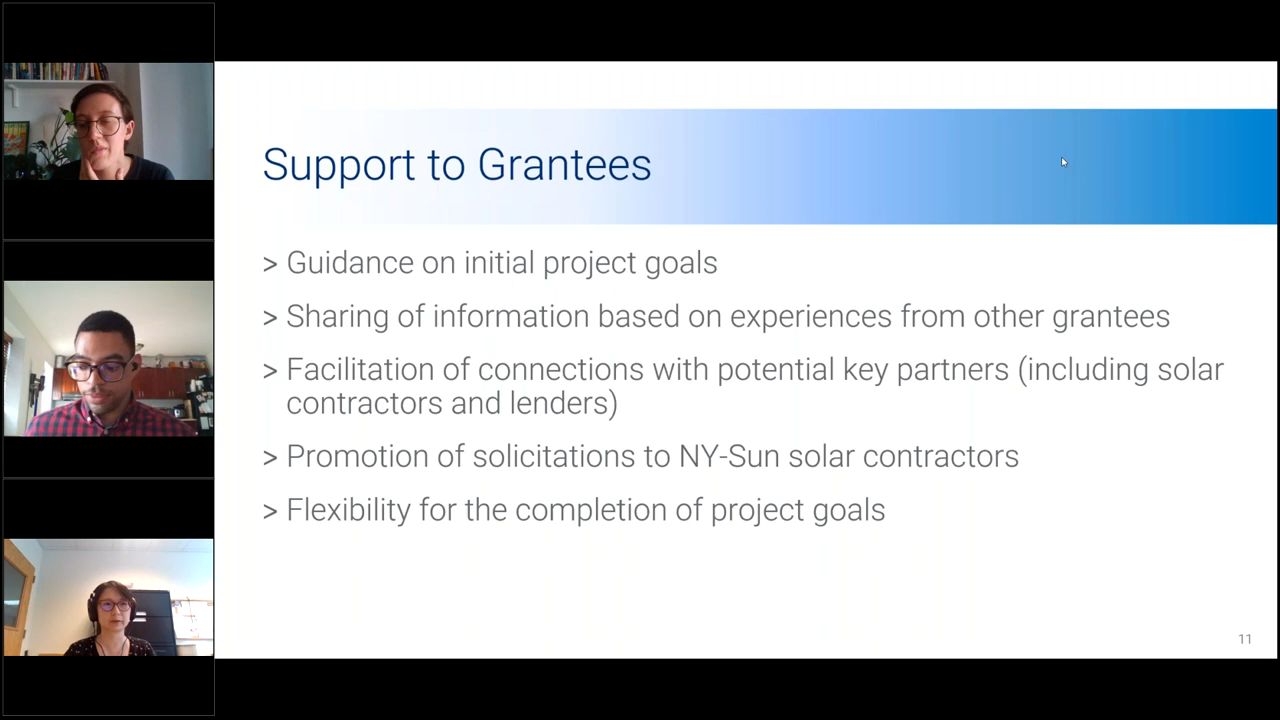 Support to Grantees
> Guidance on initial project goals
> Sharing of information based on experiences from other grantees
> Facilitation of connections with potential key partners (including solar
contractors and lenders)
> Promotion of solicitations to NY-Sun solar contractors
> Flexibility for the completion of project goals
11